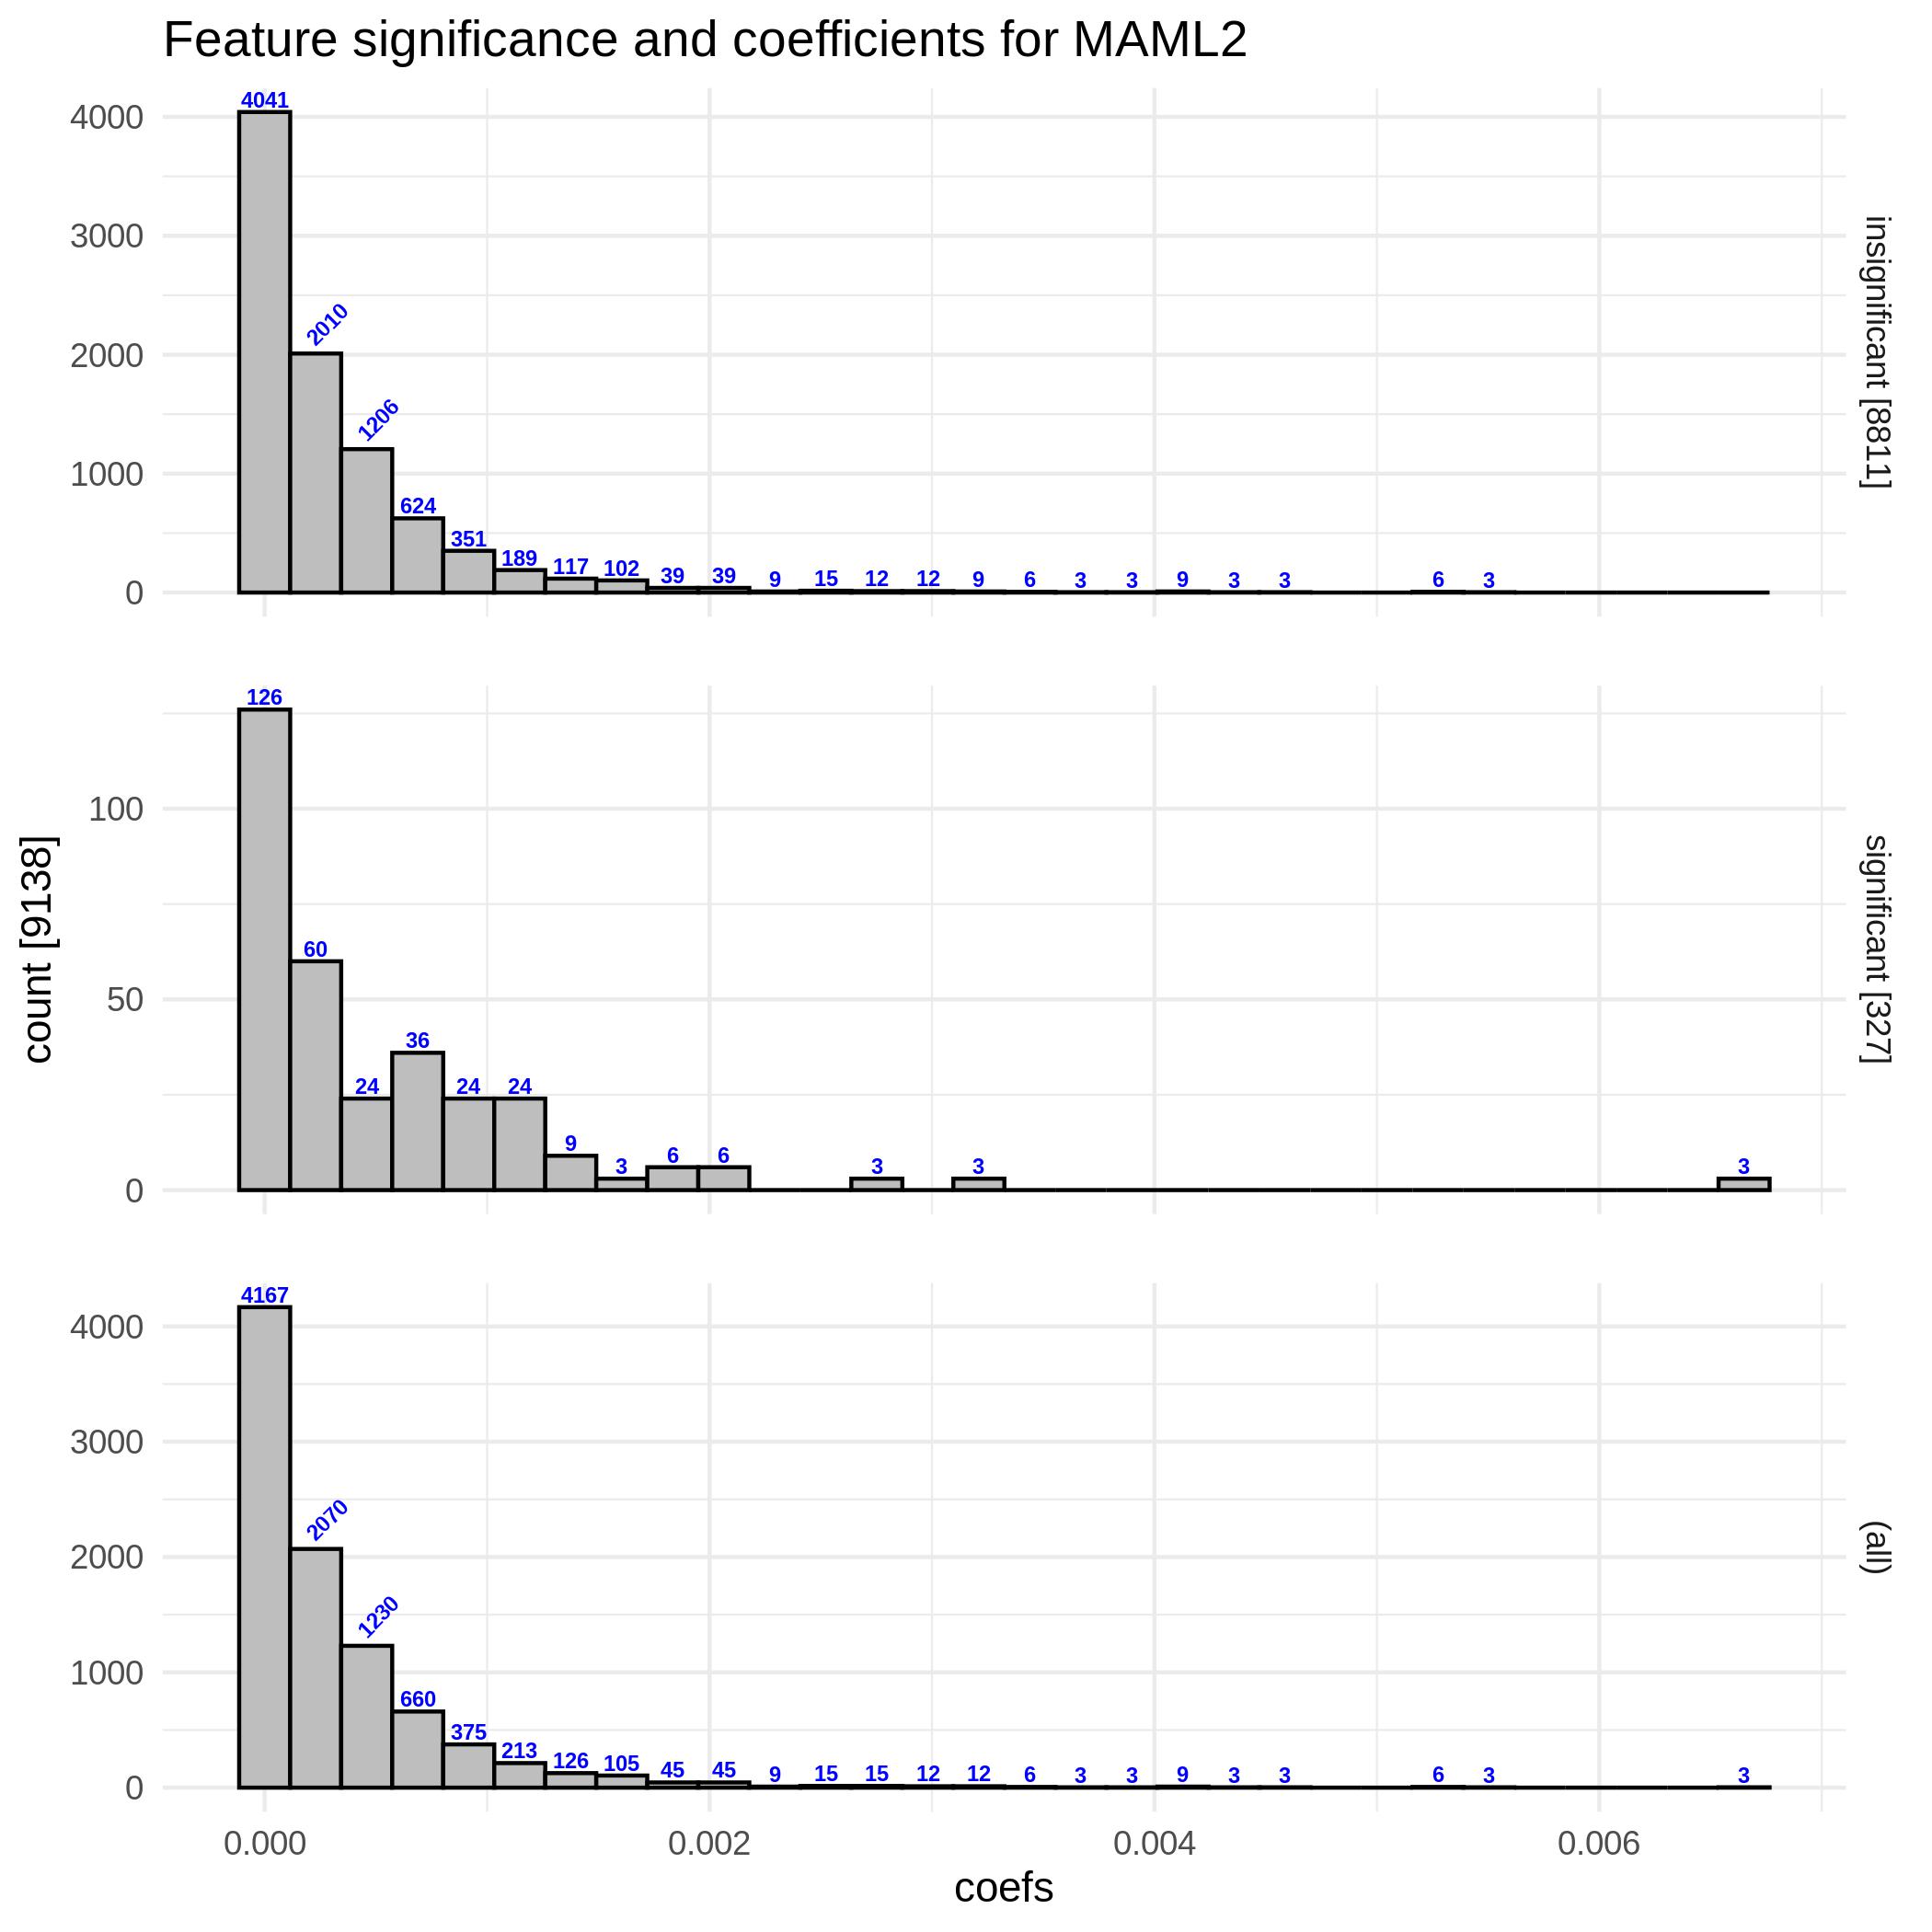 Feature significance and coefficients for MAML2
4041
4000
3000
2010
2000
1206
1000
624
351
189 117 102 39 39 9 15 12 12 9 6 3 3 9 3 3 6 3
0
insignificant [8811]
126
100
60
50
36
24 24 24
9 3 6 6 3 3 3
0
significant [327]
count [9138]
4167
4000
3000
2070
2000
1230
1000
660
375
213 126 105 45 45 9 15 15 12 12 6 3 3 9 3 3 6 3 3
0
(all)
0.000 0.002 0.004 0.006
coefs